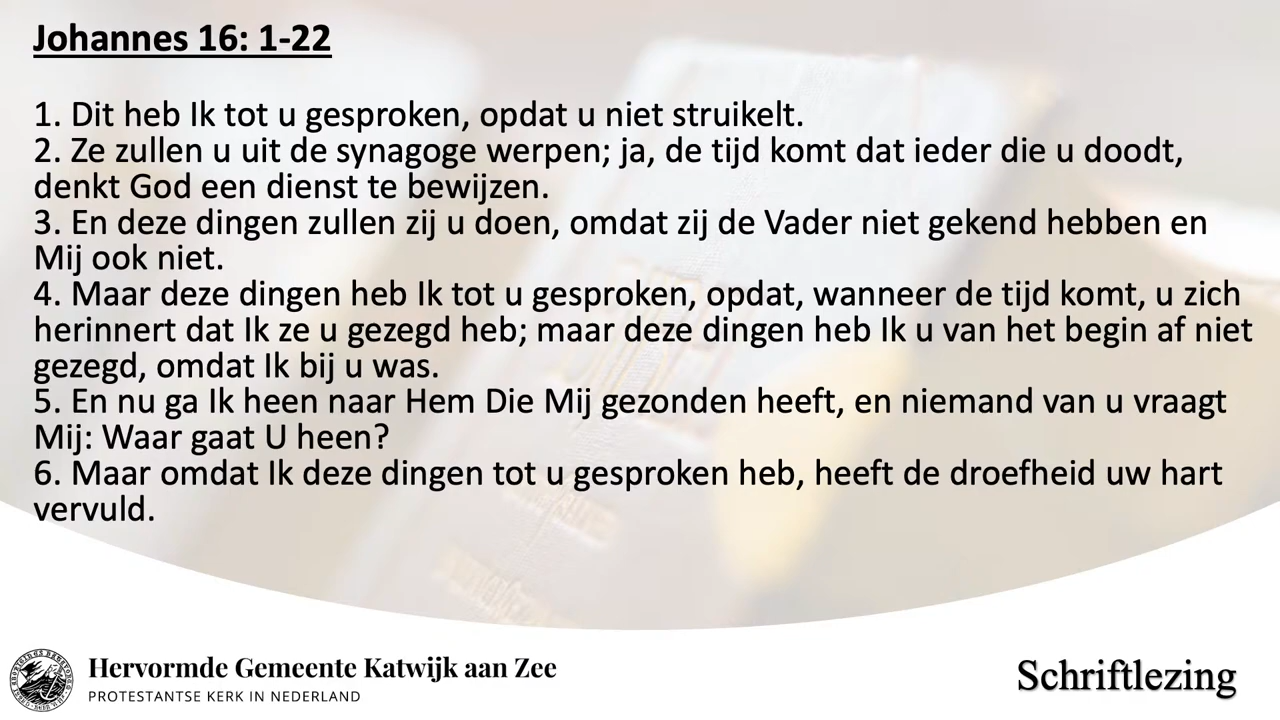 Johannes 16: 1-22
1. Dit heb Ik tot u gesproken, opdat u niet struikelt.
2. Ze zullen u uit de synagoge werpen; ja, de tijd komt dat ieder die u doodt,
denkt God een dienst te bewijzen.
3. En deze dingen zullen zij u doen, omdat zij de Vader niet gekend hebben en
Mij ook niet.
4. Maar deze dingen heb Ik tot u gesproken, opdat, wanneer de tijd komt, u zich
herinnert dat Ik ze u gezegd heb; maar deze dingen heb Ik u van het begin af niet
gezegd, omdat Ik bij u was.
5. En nu ga Ik heen naar Hem Die Mij gezonden heeft, en niemand van u vraagt
Mij: Waar gaat U heen?
6. Maar omdat Ik deze dingen tot u gesproken heb, heeft de droefheid uw hart
vervuld.
Hervormde Gemeente Katwijk aan Zee
PROTESTANTSE KERK IN NEDERLAND
Schriftlezing